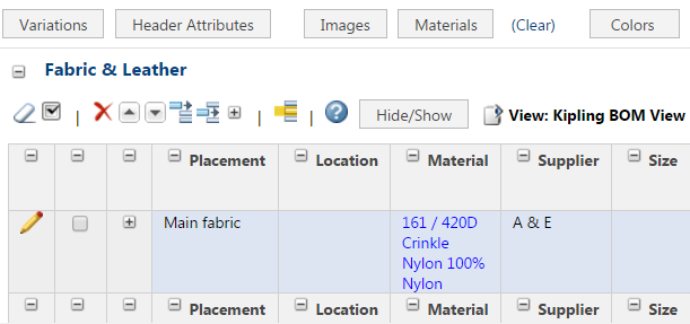 Variations Header Attributes Images Materials (Clear) Colors
Fabric & Leather
Hide/Show View: Kipling BOM View
Placement Location Material Supplier Size
Main fabric 161 / 420D A & E
Crinkle
Nylon 100%
Nylon
Placement Location Material Supplier Size